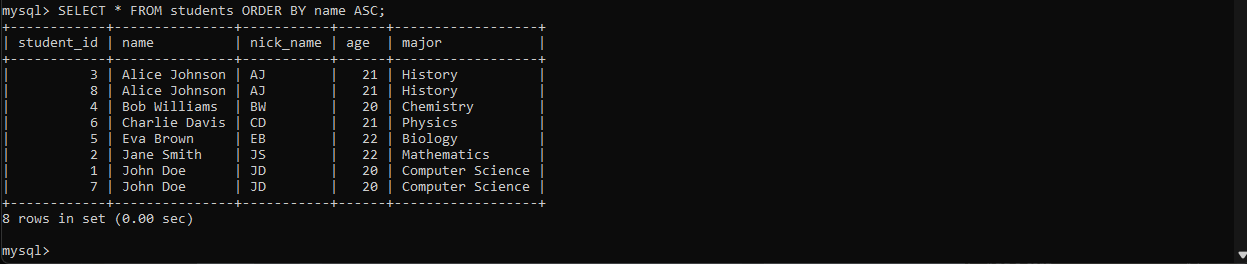 mysql> SELECT * FROM students ORDER BY name ASC;
+------------+---------------+-----------+------+------------------+
| student_id | name          | nick_name | age  | major            |
+------------+---------------+-----------+------+------------------+
|          3 | Alice Johnson | AJ        |   21 | History          |
|          8 | Alice Johnson | AJ        |   21 | History          |
|          4 | Bob Williams  | BW        |   20 | Chemistry        |
|          6 | Charlie Davis | CD        |   21 | Physics          |
|          5 | Eva Brown     | EB        |   22 | Biology          |
|          2 | Jane Smith    | JS        |   22 | Mathematics      |
|          1 | John Doe      | JD        |   20 | Computer Science |
|          7 | John Doe      | JD        |   20 | Computer Science |
+------------+---------------+-----------+------+------------------+
8 rows in set (0.00 sec)
mysql>